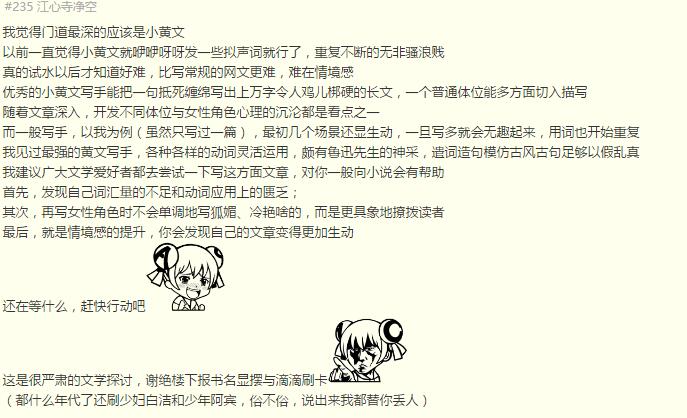 #235 江心寺净空
我觉得门道最深的应该是小黄文
以前一直觉得小黄文就咿咿呀呀发一些拟声词就行了，重复不断的无非骚浪贱
真的试水以后才知道好难，比写常规的网文更难，难在情境感
优秀的小黄文写手能把一句抵死缠绵写出上万字令人鸡儿梆硬的长文，一个普通体位能多方面切入描写
随着文章深入，开发不同体位与女性角色心理的沉沦都是看点之一
而一般写手，以我为例（虽然只写过一篇），最初几个场景还显生动，一旦写多就会无趣起来，用词也开始重复
我见过最强的黄文写手，各种各样的动词灵活运用，颇有鲁迅先生的神采，遣词造句模仿古风古句足够以假乱真
我建议广大文学爱好者都去尝试一下写这方面文章，对你一般向小说会有帮助
首先，发现自己词汇量的不足和动词应用上的匮乏；
其次，再写女性角色时不会单调地写狐媚、冷艳啥的，而是更具象地撩拨读者
最后，就是情境感的提升，你会发现自己的文章变得更加生动
还在等什么，赶快行动吧
这是很严肃的文学探讨，谢绝楼下报书名显摆与滴滴刷卡
（都什么年代了还刷少妇白洁和少年阿宾，俗不俗，说出来我都替你丢人）